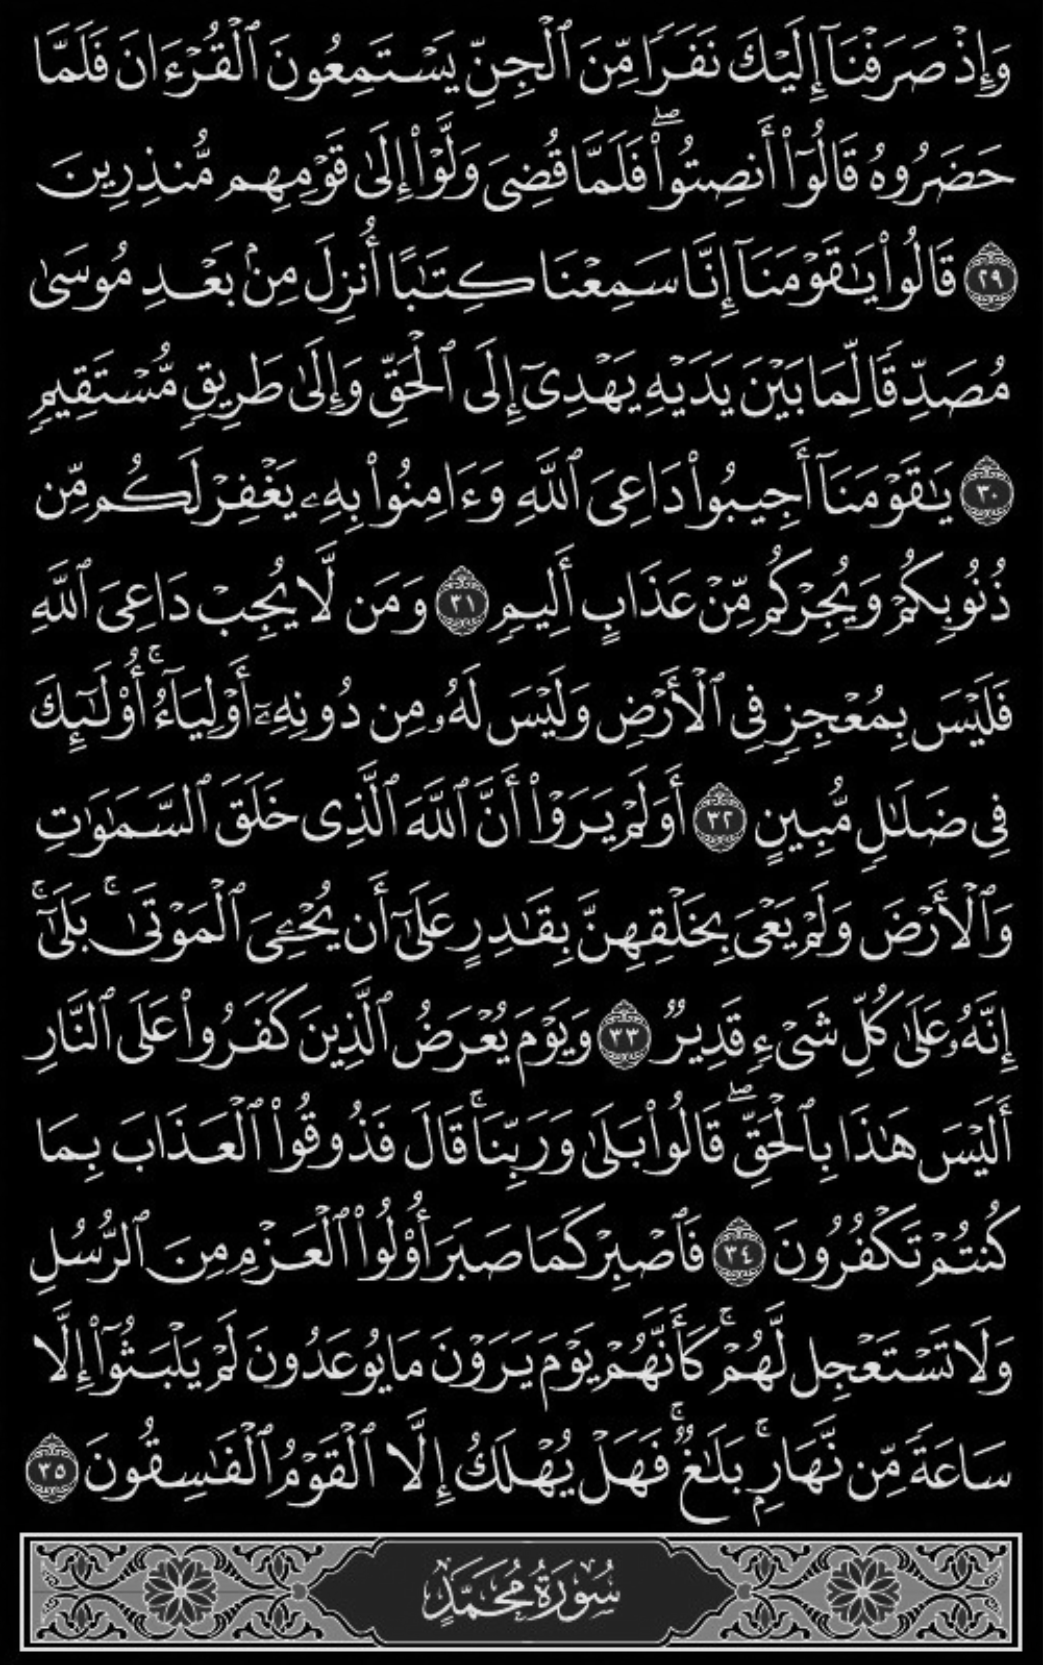 وَإِذْ صَرَفْنَآ إِلَيْكَ نَفَرًا مِّنَ ٱلْجِنِّ يَسْتَمِعُونَ ٱلْقُرْءَانَ فَلَمَّا
حَضَرُوهُ قَالُوٓا۟ أَنصِتُوا۟ ۖ فَلَمَّا قُضِىَ وَلَّوْا۟ إِلَىٰ قَوْمِهِم مُّنذِرِينَ
٢٩ قَالُوا۟ يَـٰقَوْمَنَآ إِنَّا سَمِعْنَا كِتَـٰبًا أُنزِلَ مِنۢ بَعْدِ مُوسَىٰ
مُصَدِّقًا لِّمَا بَيْنَ يَدَيْهِ يَهْدِىٓ إِلَى ٱلْحَقِّ وَإِلَىٰ طَرِيقٍ مُّسْتَقِيمٍ
٣٠ يَـٰقَوْمَنَآ أَجِيبُوا۟ دَاعِىَ ٱللَّهِ وَءَامِنُوا۟ بِهِۦ يَغْفِرْ لَكُم مِّن
ذُنُوبِكُمْ وَيُجِرْكُم مِّنْ عَذَابٍ أَلِيمٍ ٣١ وَمَن لَّا يُجِبْ دَاعِىَ ٱللَّهِ
فَلَيْسَ بِمُعْجِزٍ فِى ٱلْأَرْضِ وَلَيْسَ لَهُۥ مِن دُونِهِۦٓ أَوْلِيَآءُ ۚ أُو۟لَـٰٓئِكَ
فِى ضَلَـٰلٍ مُّبِينٍ ٣٢ أَوَلَمْ يَرَوْا۟ أَنَّ ٱللَّهَ ٱلَّذِى خَلَقَ ٱلسَّمَـٰوَٰتِ
وَٱلْأَرْضَ وَلَمْ يَعْىَ بِخَلْقِهِنَّ بِقَـٰدِرٍ عَلَىٰٓ أَن يُحْـِۧىَ ٱلْمَوْتَىٰ ۚ بَلَىٰٓ ۚ
إِنَّهُۥ عَلَىٰ كُلِّ شَىْءٍ قَدِيرٌ ٣٣ وَيَوْمَ يُعْرَضُ ٱلَّذِينَ كَفَرُوا۟ عَلَى ٱلنَّارِ
أَلَيْسَ هَـٰذَا بِٱلْحَقِّ ۖ قَالُوا۟ بَلَىٰ وَرَبِّنَا ۚ قَالَ فَذُوقُوا۟ ٱلْعَذَابَ بِمَا
كُنتُمْ تَكْفُرُونَ ٣٤ فَٱصْبِرْ كَمَا صَبَرَ أُو۟لُوا۟ ٱلْعَزْمِ مِنَ ٱلرُّسُلِ
وَلَا تَسْتَعْجِل لَّهُمْ ۚ كَأَنَّهُمْ يَوْمَ يَرَوْنَ مَا يُوعَدُونَ لَمْ يَلْبَثُوٓا۟ إِلَّا
سَاعَةً مِّن نَّهَارٍۭ ۚ بَلَـٰغٌ ۚ فَهَلْ يُهْلَكُ إِلَّا ٱلْقَوْمُ ٱلْفَـٰسِقُونَ ٣٥
سُورَةُ مُحَمَّدٍ